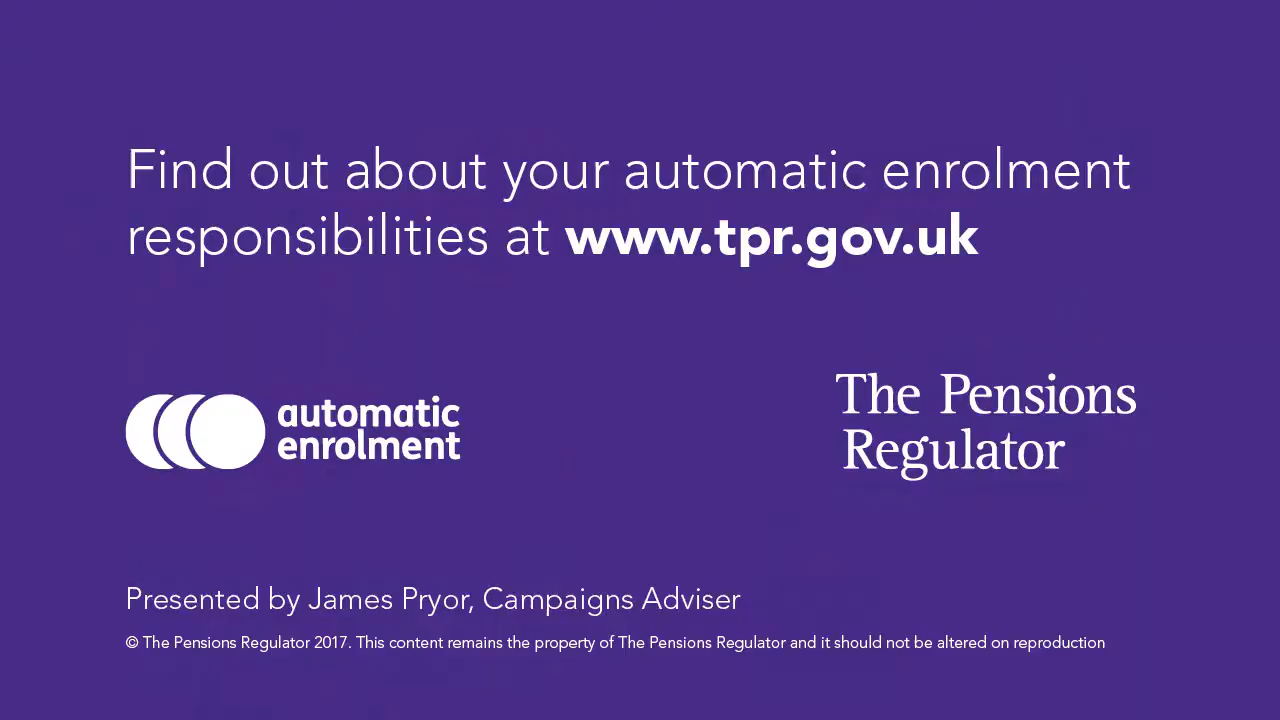 Find out about your automatic enrolment
responsibilities at www.tpr.gov.uk
automatic
enrolment
The Pensions
Regulator
Presented by James Pryor, Campaigns Adviser
© The Pensions Regulator 2017. This content remains the property of The Pensions Regulator and it should not be altered on reproduction